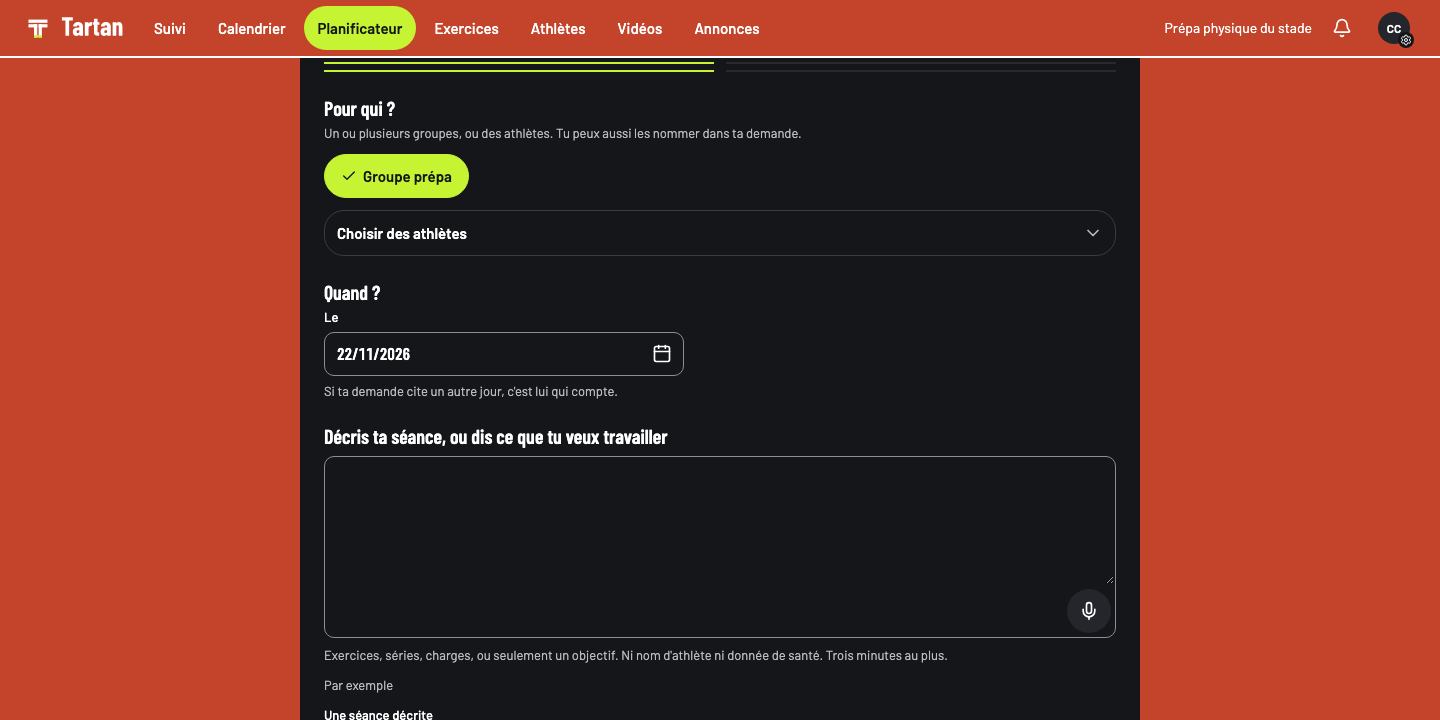 Tartan
Suivi
Calendrier
Planificateur
Exercices
Athlètes
Vidéos
Annonces
Prépa physique du stade
CC
Pour qui ?
Un ou plusieurs groupes, ou des athlètes. Tu peux aussi les nommer dans ta demande.
Groupe prépa
Choisir des athlètes
Quand ?
Le
22/11/2026
Si ta demande cite un autre jour, c'est lui qui compte.
Décris ta séance, ou dis ce que tu veux travailler
Exercices, séries, charges, ou seulement un objectif. Ni nom d'athlète ni donnée de santé. Trois minutes au plus.
Par exemple
Une séance décrite